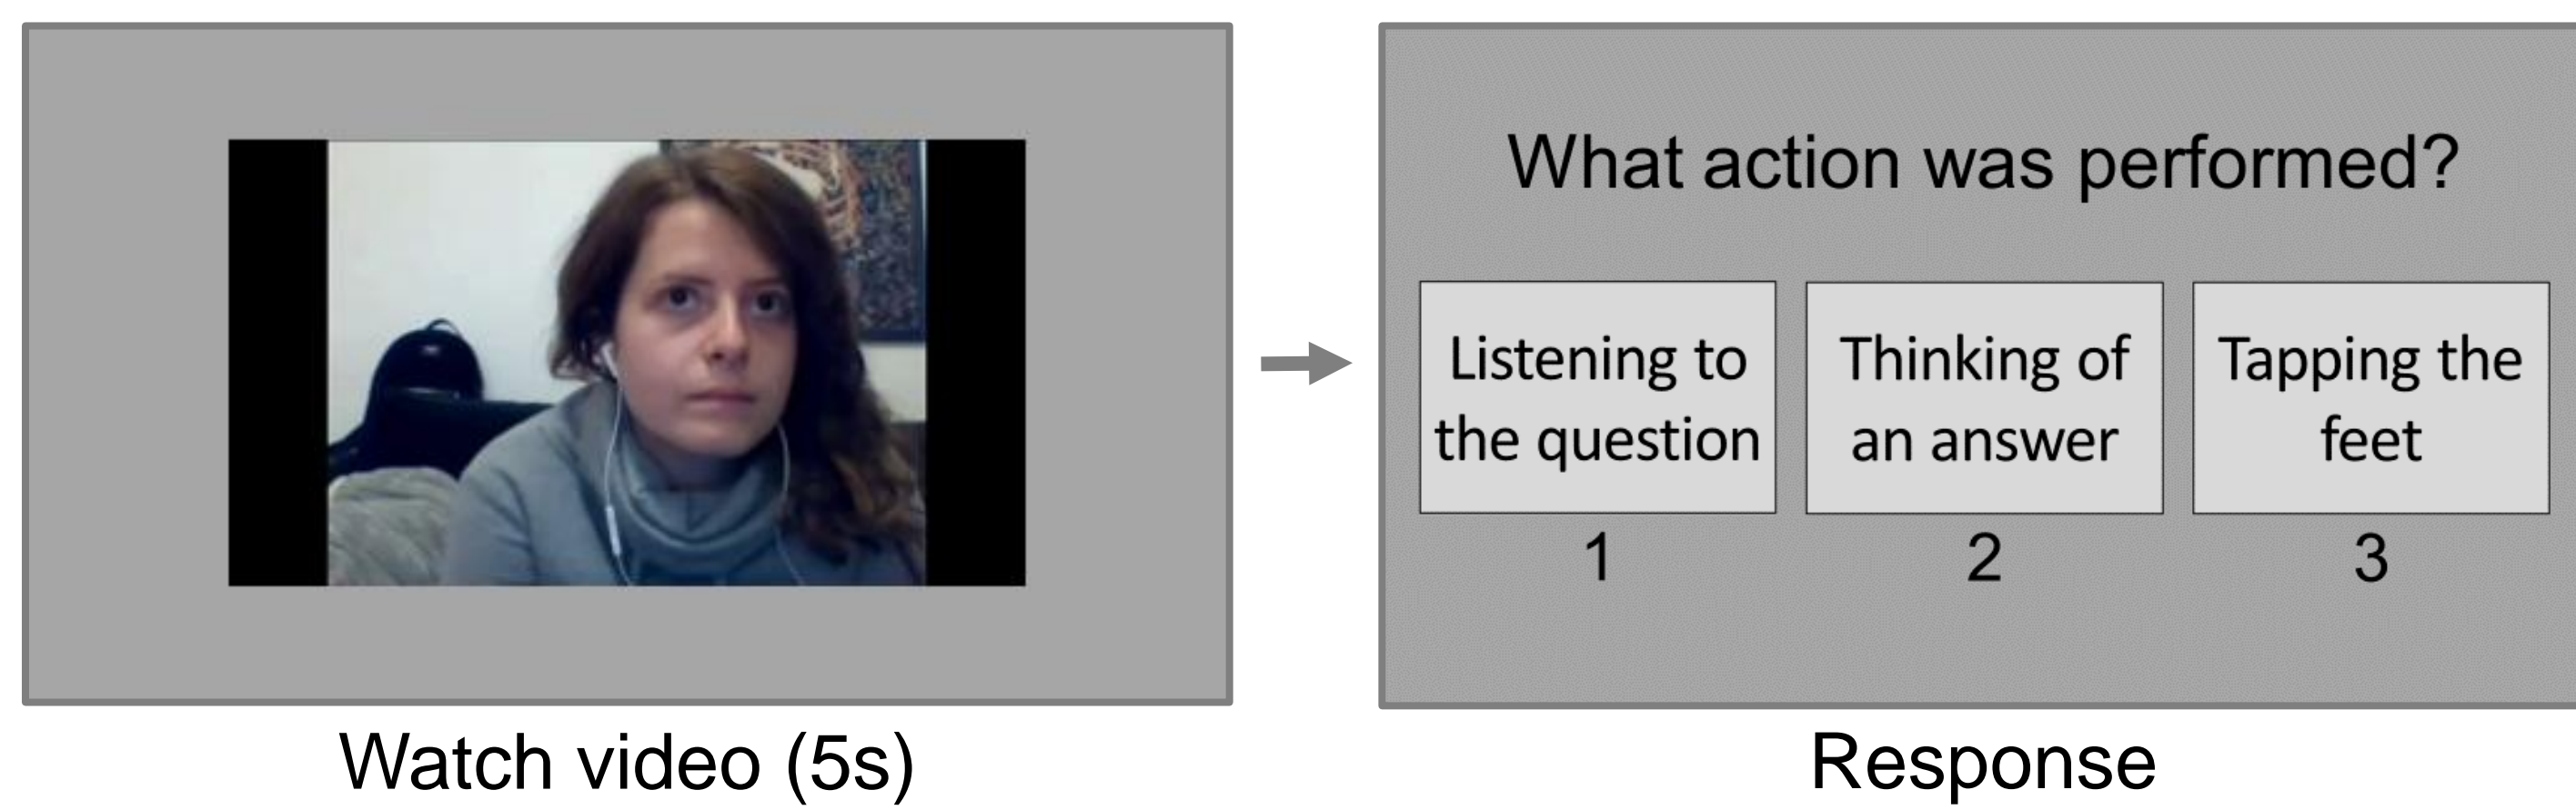 What action was performed?
Listening to
the question
Thinking of
an answer
Tapping the
feet
1
2
3
Watch video (5s)
Response